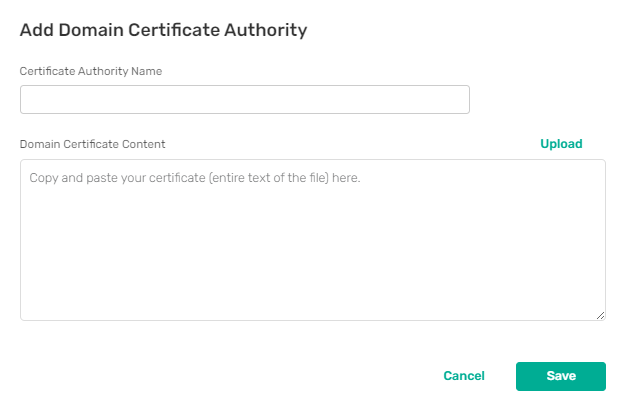 Add Domain Certificate Authority
Certificate Authority Name
Domain Certificate Content
Upload
Copy and paste your certificate (entire text of the file) here.
Cancel
Save